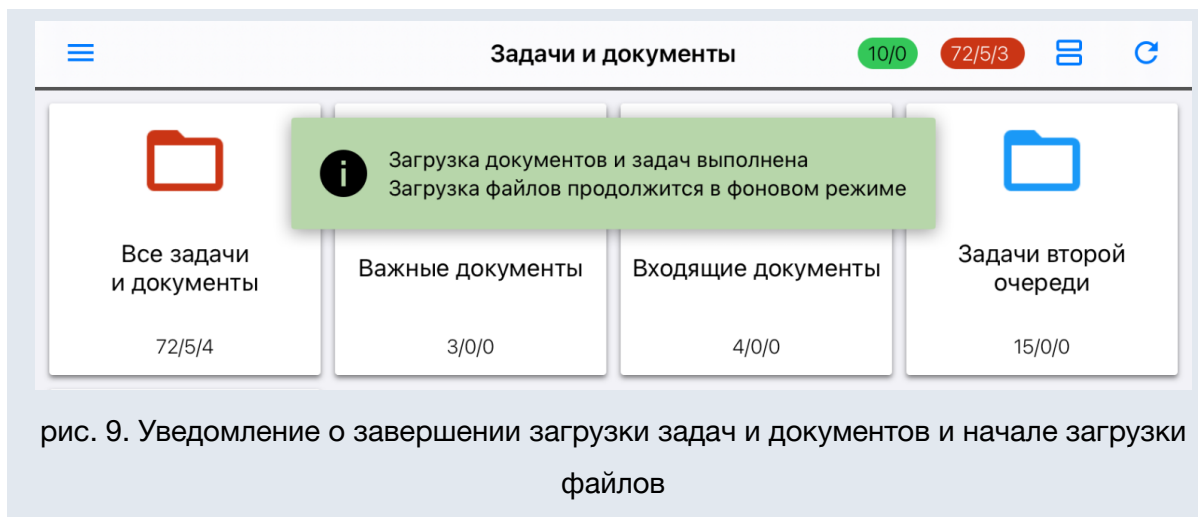 Задачи и документы
10/0
72/5/3
Загрузка документов и задач выполнена
Загрузка файлов продолжится в фоновом режиме
Все задачи
и документы
72/5/4
Важные документы
3/0/0
Входящие документы
4/0/0
Задачи второй
очереди
15/0/0
рис. 9. Уведомление о завершении загрузки задач и документов и начале загрузки
файлов